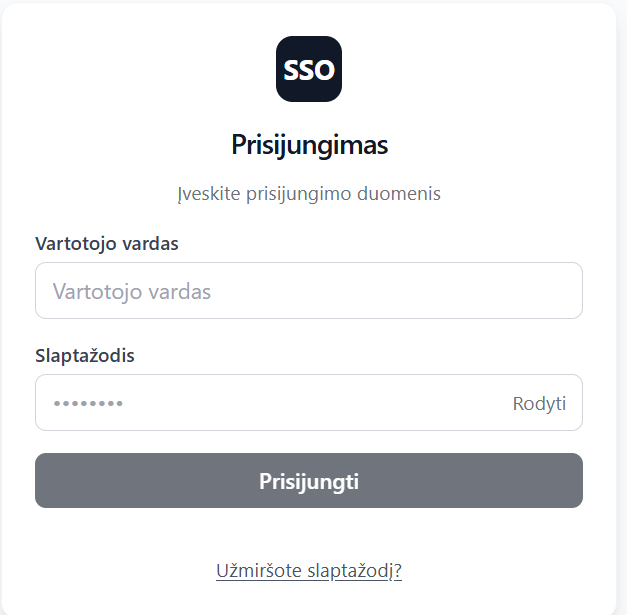 SSO
Prisijungimas
Įveskite prisijungimo duomenis
Vartotojo vardas
Vartotojo vardas
Slaptažodis
•••••••• Rodyti
Prisijungti
Užmiršote slaptažodį?